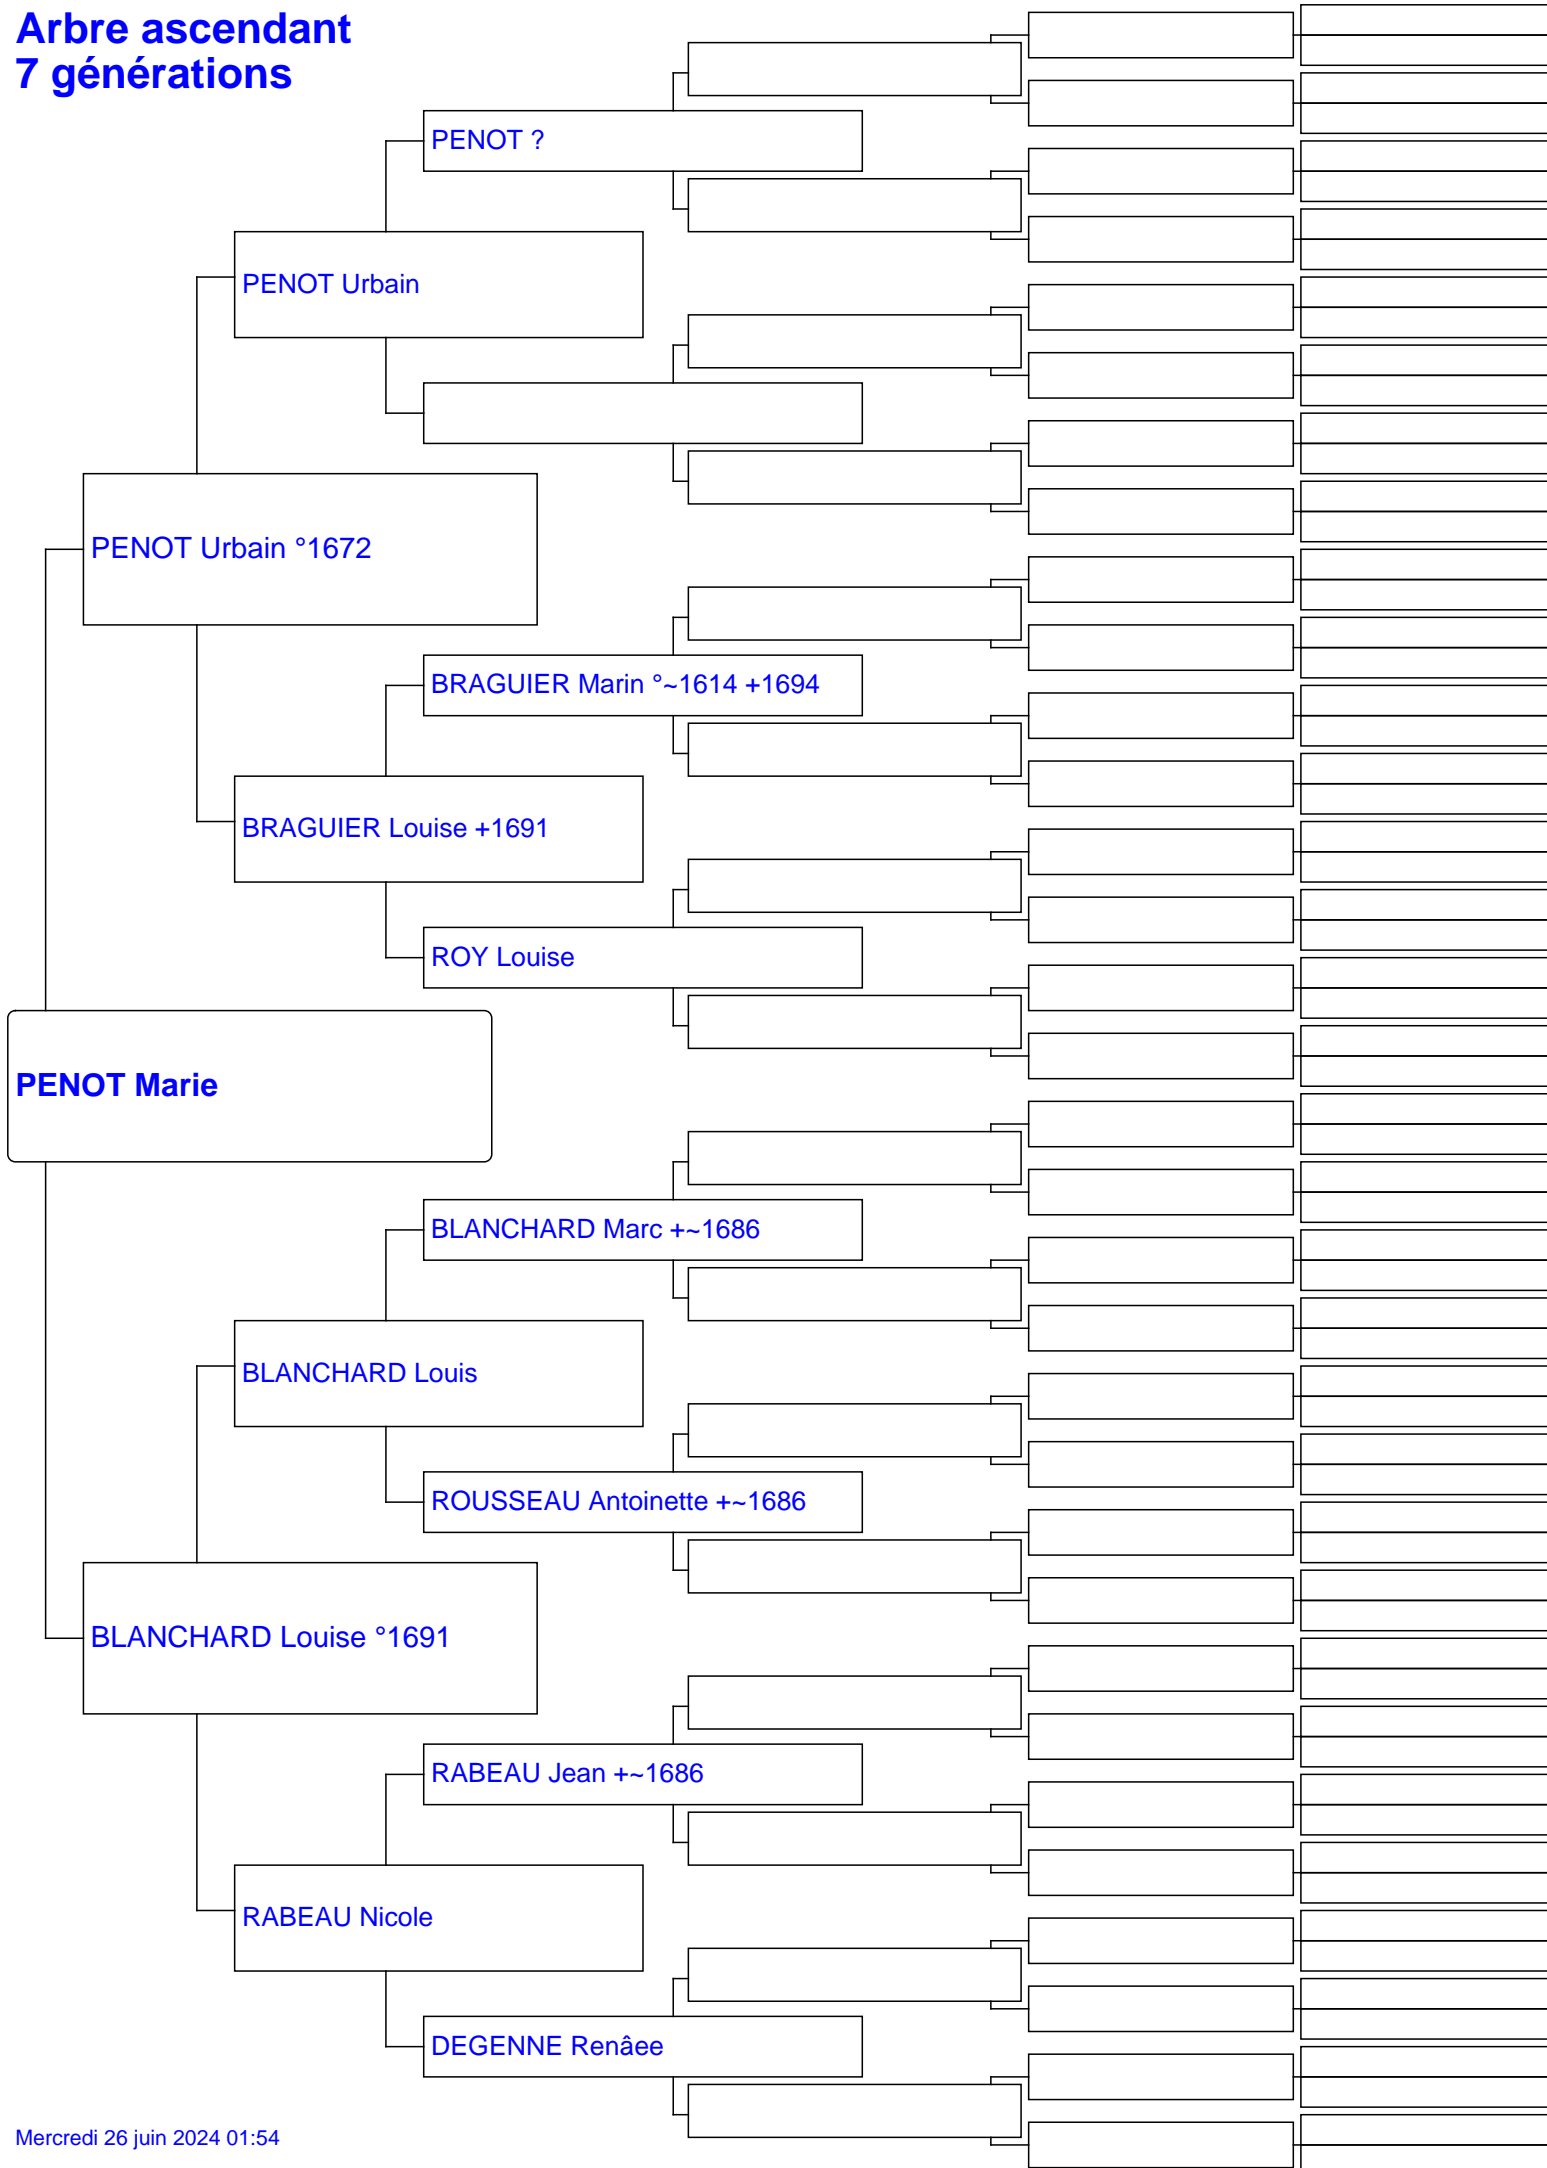 Arbre ascendant
7 générations
PENOT ?
PENOT Urbain
PENOT Urbain °1672
BRAGUIER Marin °~1614 +1694
BRAGUIER Louise +1691
ROY Louise
PENOT Marie
BLANCHARD Marc +~1686
BLANCHARD Louis
ROUSSEAU Antoinette +~1686
BLANCHARD Louise °1691
RABEAU Jean +~1686
RABEAU Nicole
DEGENNE Renâee
Mercredi 26 juin 2024 01:54